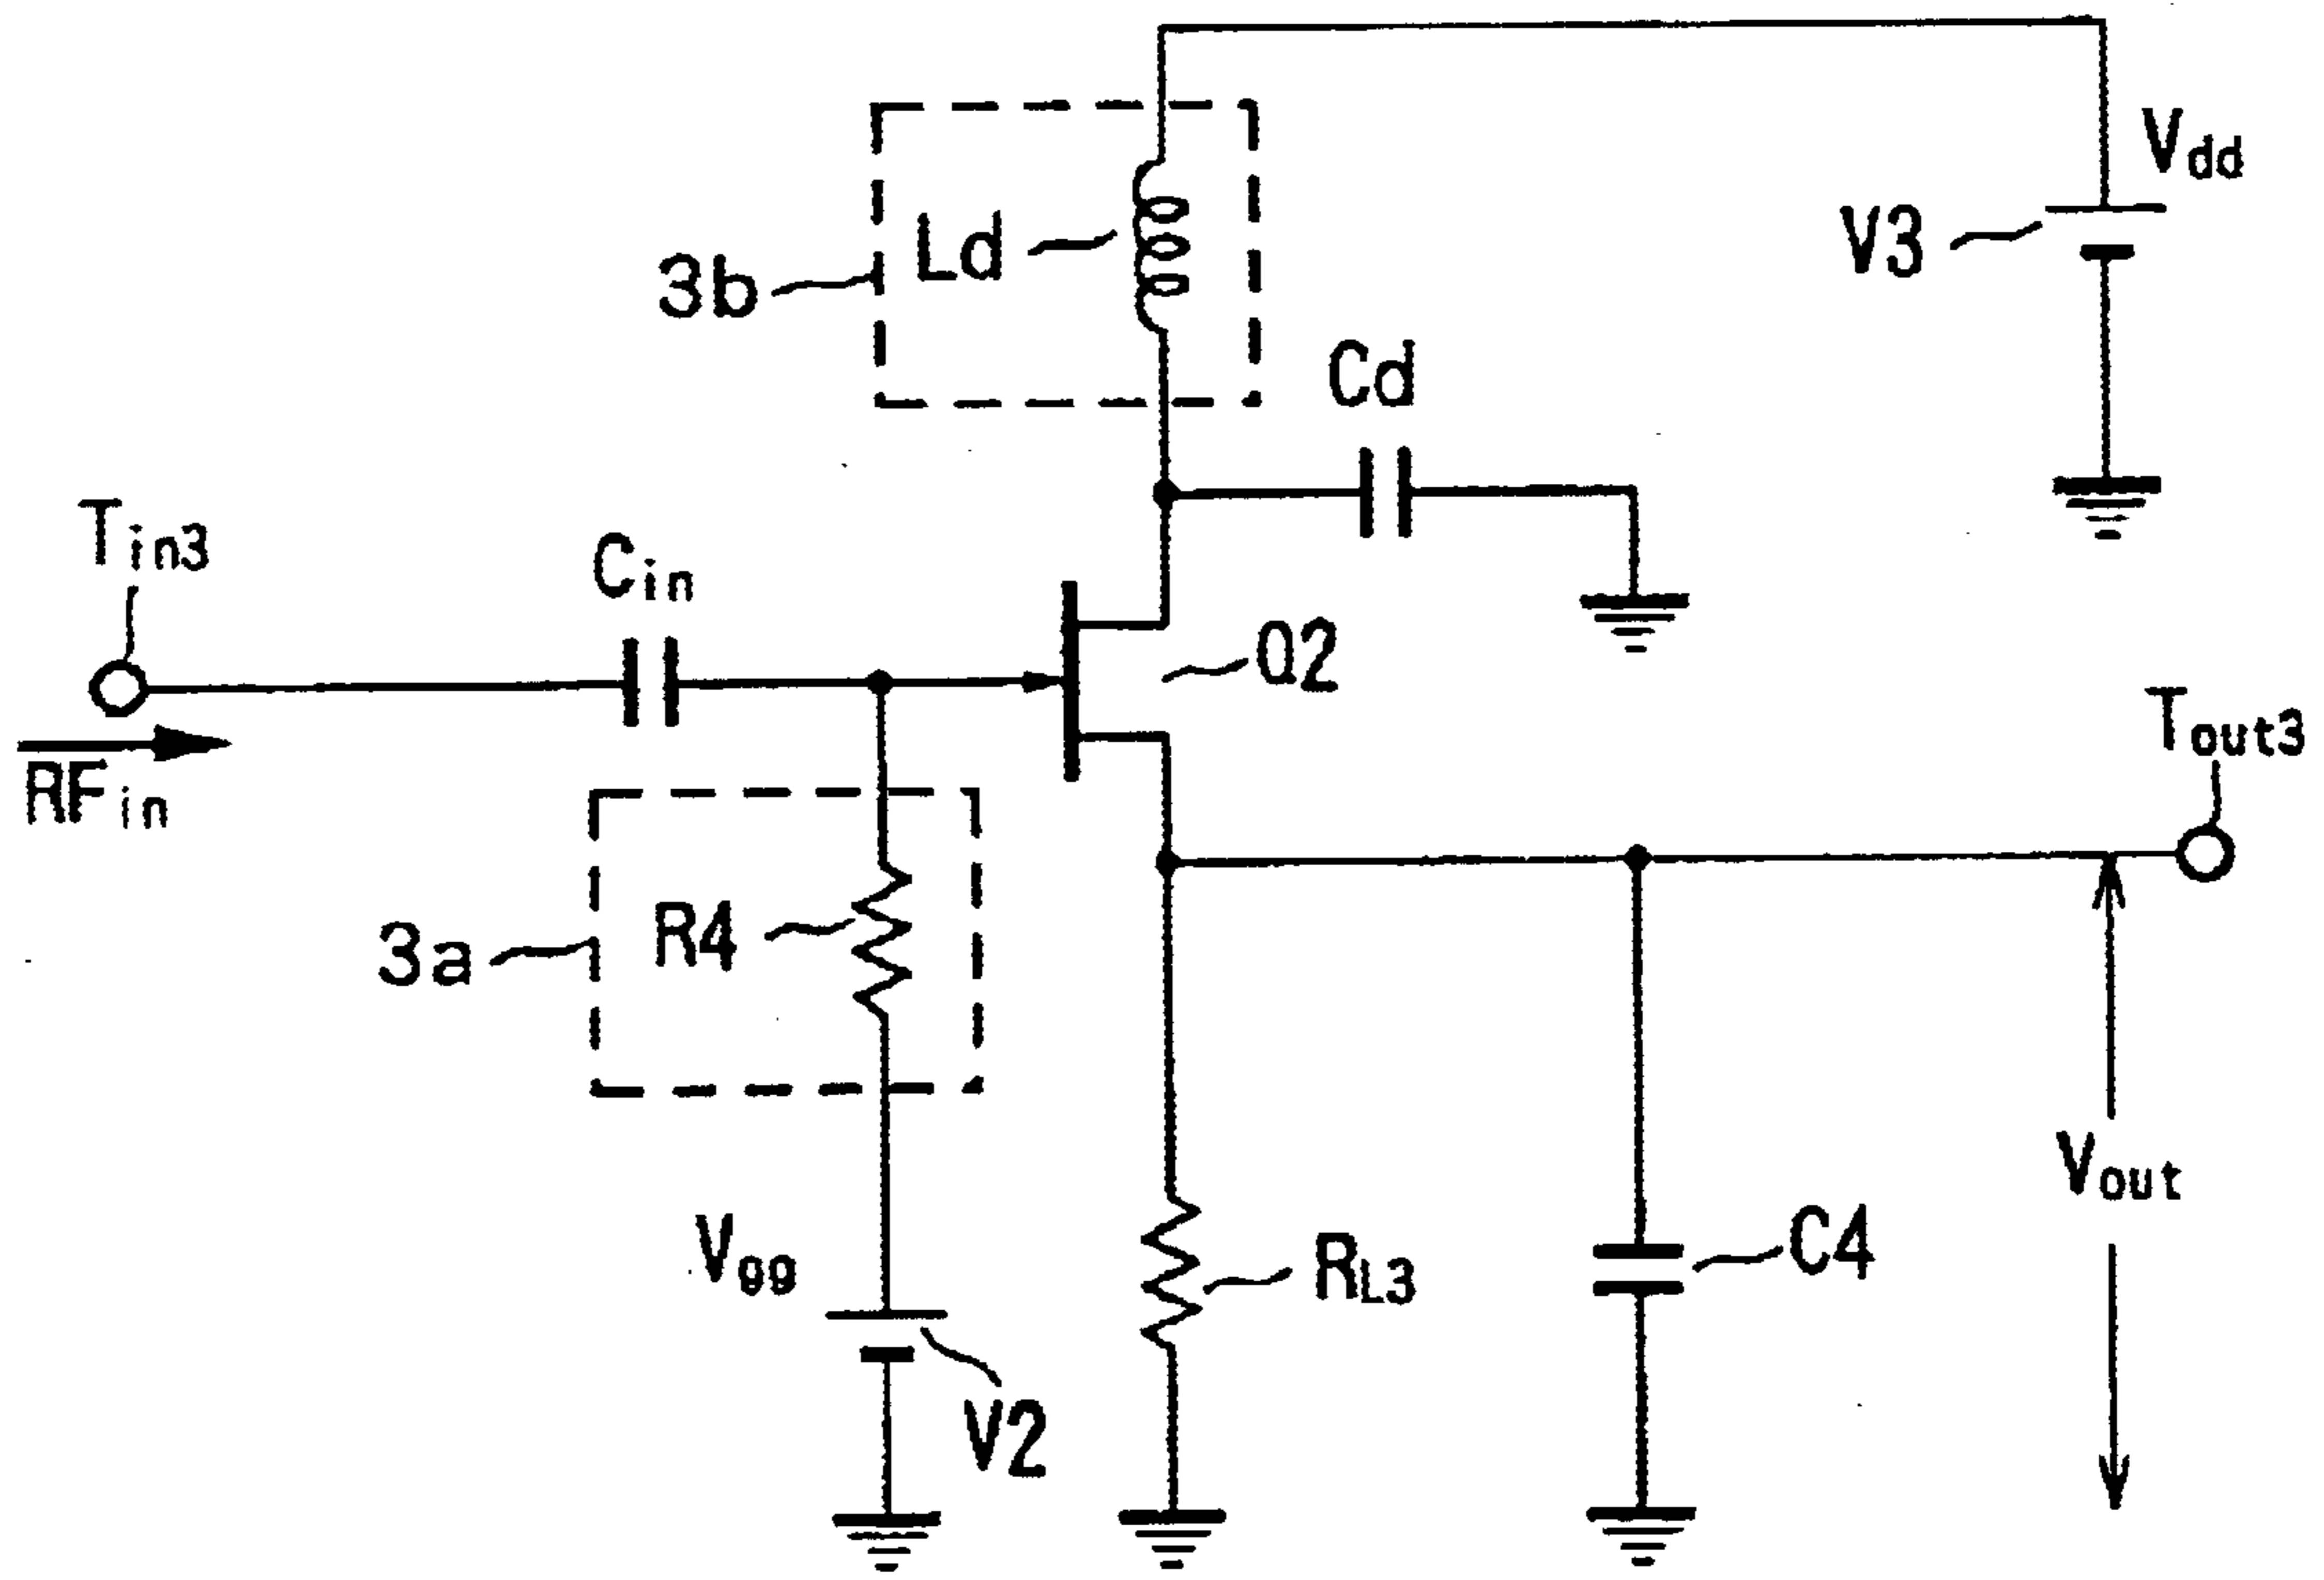 Vdd
V3
Ld
3b
Cd
Tin3
Cin
Q2
Tout3
RFin
R4
3a
Vout
Vgg
RL3
C4
V2